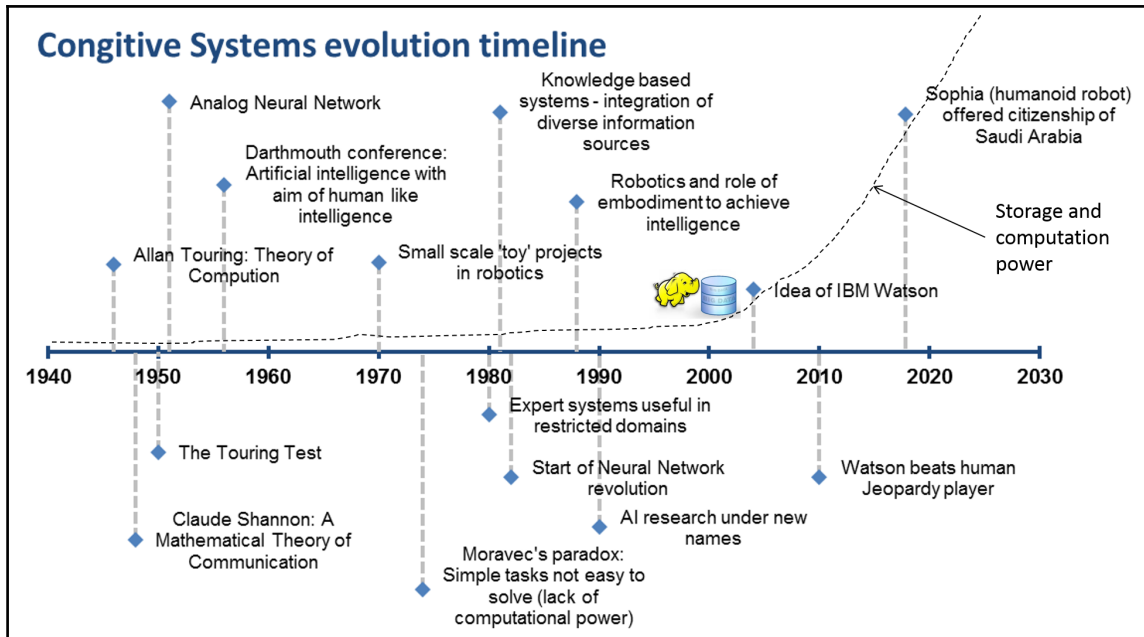 Congitive Systems evolution timeline
Analog Neural Network
Darthmouth conference:
Artificial intelligence with
aim of human like
intelligence
Allan Touring: Theory of
Compution
Small scale 'toy' projects
in robotics
Knowledge based
systems - integration of
diverse information
sources
Robotics and role of
embodiment to achieve
intelligence
Sophia (humanoid robot)
offered citizenship of
Saudi Arabia
Storage and
computation
power
Idea of IBM Watson
1940 1950 1960 1970 1980 1990 2000 2010 2020 2030
The Touring Test
Claude Shannon: A
Mathematical Theory of
Communication
Moravec's paradox:
Simple tasks not easy to
solve (lack of
computational power)
Expert systems useful in
restricted domains
Start of Neural Network
revolution
AI research under new
names
Watson beats human
Jeopardy player